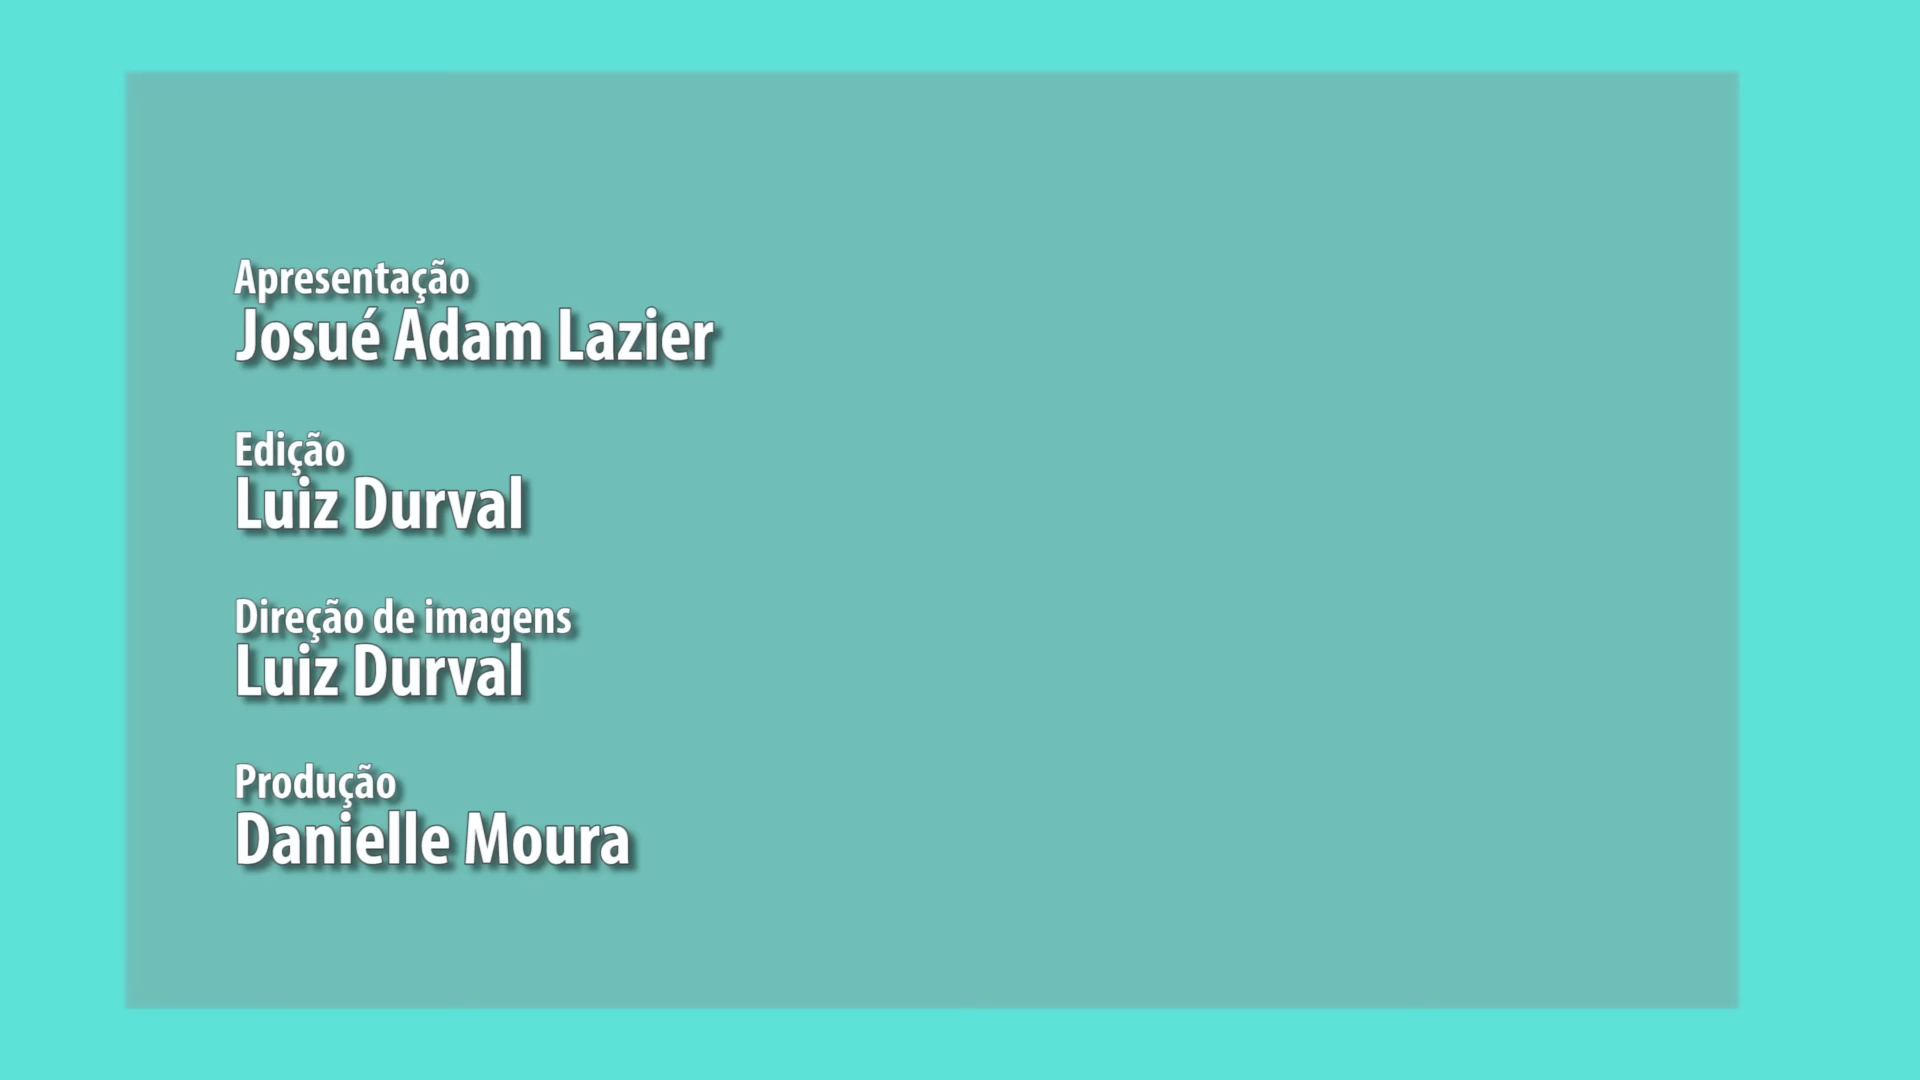 Apresentação
Josué Adam Lazier
Edição
Luiz Durval
Direção de imagens
Luiz Durval
Produção
Danielle Moura